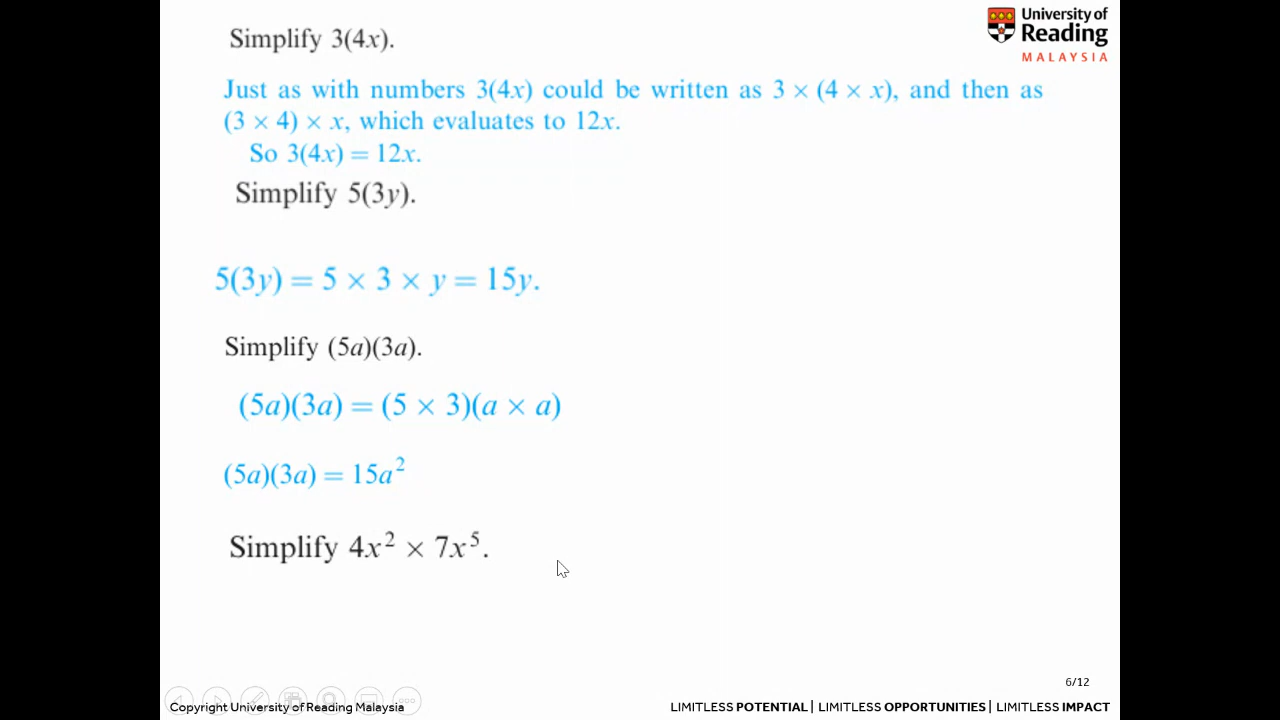 Simplify 3(4x).
University of
Reading
MALAYSIA
Just as with numbers 3(4x) could be written as 3 × (4 × x), and then as
(3 × 4) × x, which evaluates to 12x.
So 3(4x) = 12x.
Simplify 5(3y).
5(3y) = 5 × 3 × y = 15y.
Simplify (5a)(3a).
(5a)(3a) = (5 × 3)(a × a)
(5a)(3a) = 15a²
Simplify 4x² × 7x⁵.
6/12
Copyright University of Reading Malaysia
LIMITLESS POTENTIAL | LIMITLESS OPPORTUNITIES | LIMITLESS IMPACT